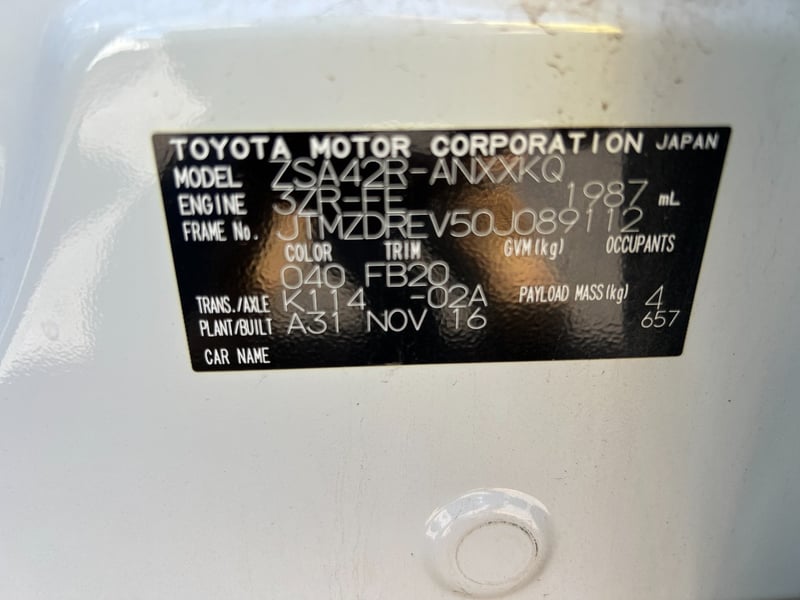 TOYOTA MOTOR CORPORATION JAPAN
MODEL ZSA42R-ANXXKQ
ENGINE 3ZR-FE 1987 mL
FRAME No. JTMZDREV50J089112
COLOR TRIM GVM(kg) OCCUPANTS
040 FB20
TRANS./AXLE K114 -02A PAYLOAD MASS(kg) 4
PLANT/BUILT A31 NOV 16 657
CAR NAME